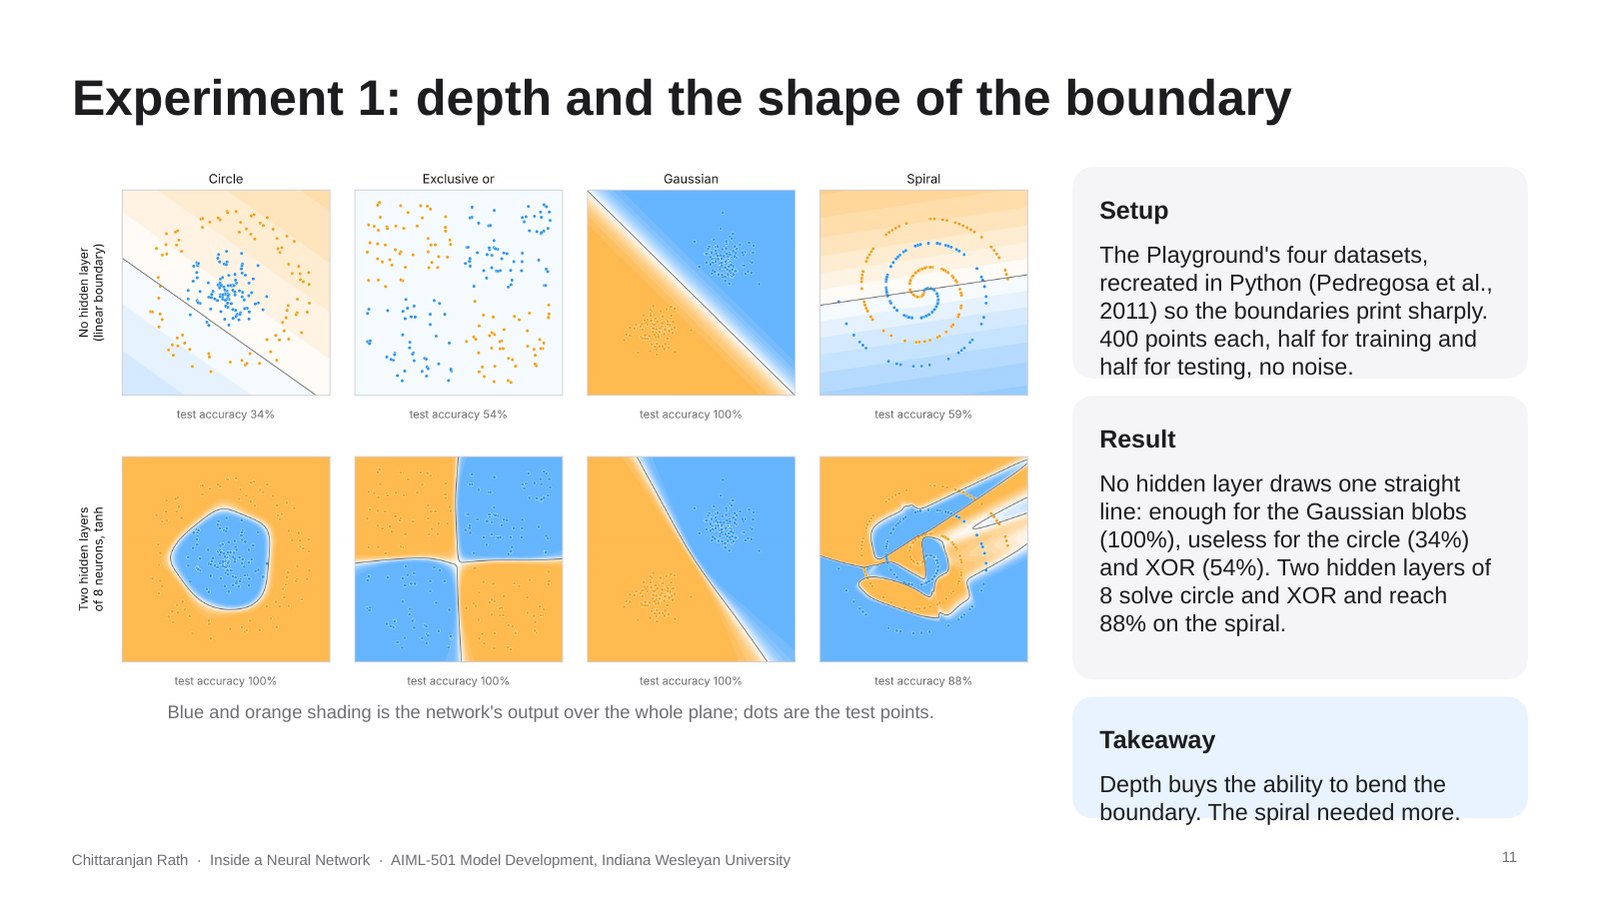 Experiment 1: depth and the shape of the boundary
Circle
Exclusive or
Gaussian
Spiral
No hidden layer
(linear boundary)
test accuracy 34%
test accuracy 54%
test accuracy 100%
test accuracy 59%
Two hidden layers
of 8 neurons, tanh
test accuracy 100%
test accuracy 100%
test accuracy 100%
test accuracy 88%
Blue and orange shading is the network's output over the whole plane; dots are the test points.
Setup
The Playground's four datasets,
recreated in Python (Pedregosa et al.,
2011) so the boundaries print sharply.
400 points each, half for training and
half for testing, no noise.
Result
No hidden layer draws one straight
line: enough for the Gaussian blobs
(100%), useless for the circle (34%)
and XOR (54%). Two hidden layers of
8 solve circle and XOR and reach
88% on the spiral.
Takeaway
Depth buys the ability to bend the
boundary. The spiral needed more.
Chittaranjan Rath · Inside a Neural Network · AIML-501 Model Development, Indiana Wesleyan University
11